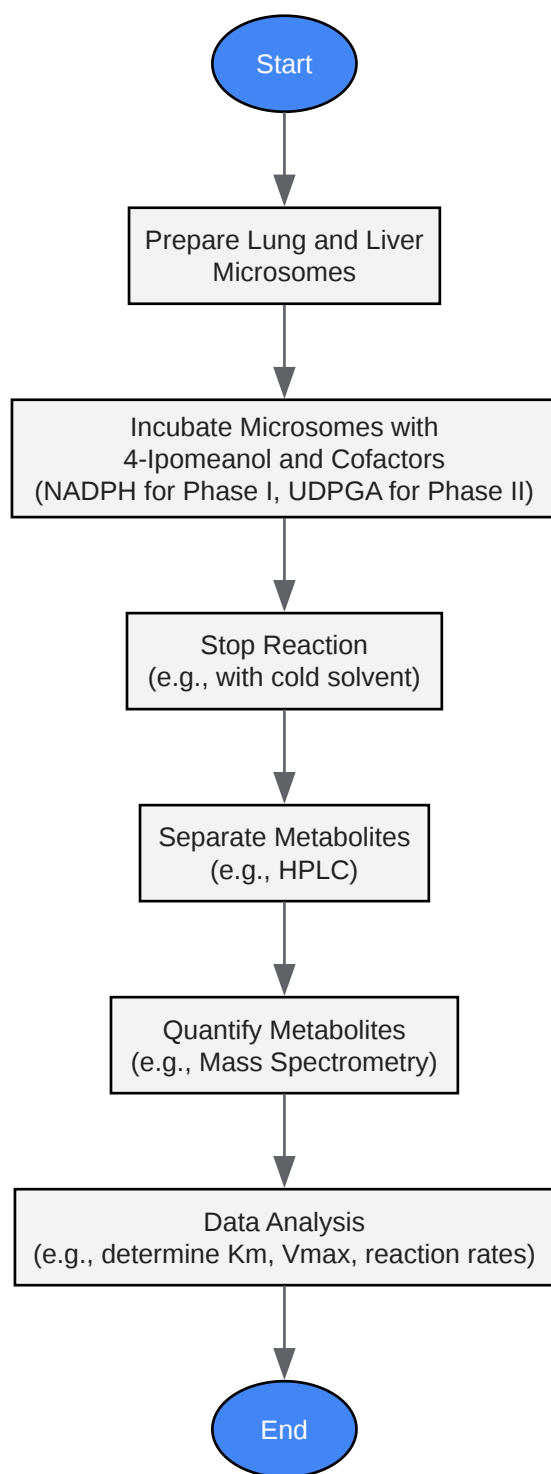 Start
Prepare Lung and Liver
Microsomes
Incubate Microsomes with
4-Ipomeanol and Cofactors
(NADPH for Phase I, UDPGA for Phase II)
Stop Reaction
(e.g., with cold solvent)
Separate Metabolites
(e.g., HPLC)
Quantify Metabolites
(e.g., Mass Spectrometry)
Data Analysis
(e.g., determine Km, Vmax, reaction rates)
End